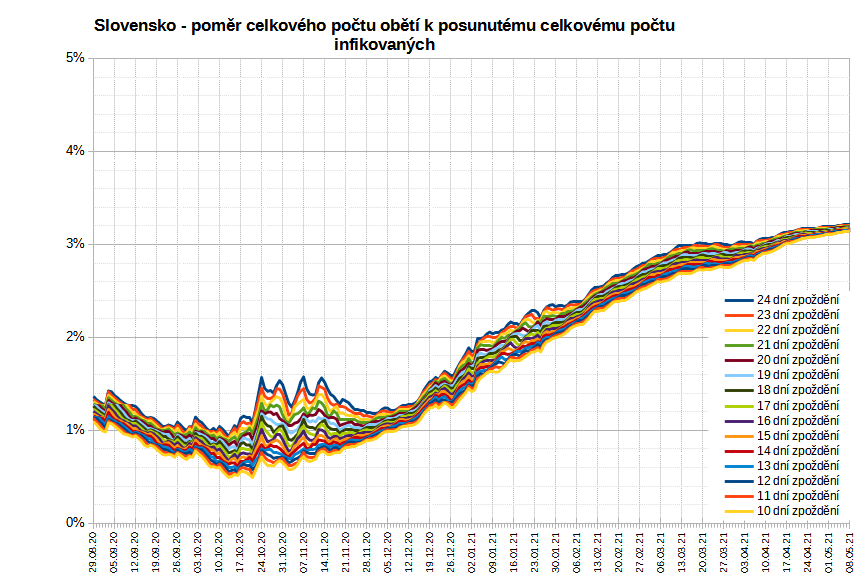 Slovensko - poměr celkového počtu obětí k posunutému celkovému počtu
infikovaných
5%
4%
3%
2%
1%
0%
24 dní zpoždění
23 dní zpoždění
22 dní zpoždění
21 dní zpoždění
20 dní zpoždění
19 dní zpoždění
18 dní zpoždění
17 dní zpoždění
16 dní zpoždění
15 dní zpoždění
14 dní zpoždění
13 dní zpoždění
12 dní zpoždění
11 dní zpoždění
10 dní zpoždění
29.08.20
05.09.20
12.09.20
19.09.20
26.09.20
03.10.20
10.10.20
17.10.20
24.10.20
31.10.20
07.11.20
14.11.20
21.11.20
28.11.20
05.12.20
12.12.20
19.12.20
26.12.20
02.01.21
09.01.21
16.01.21
23.01.21
30.01.21
06.02.21
13.02.21
20.02.21
27.02.21
06.03.21
13.03.21
20.03.21
27.03.21
03.04.21
10.04.21
17.04.21
24.04.21
01.05.21
08.05.21